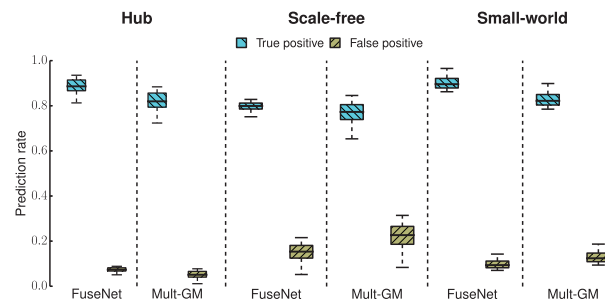 Hub Scale-free Small-world
True positive False positive
Prediction rate
1.0
0.8
0.6
0.4
0.2
0.0
FuseNet Mult-GM FuseNet Mult-GM FuseNet Mult-GM